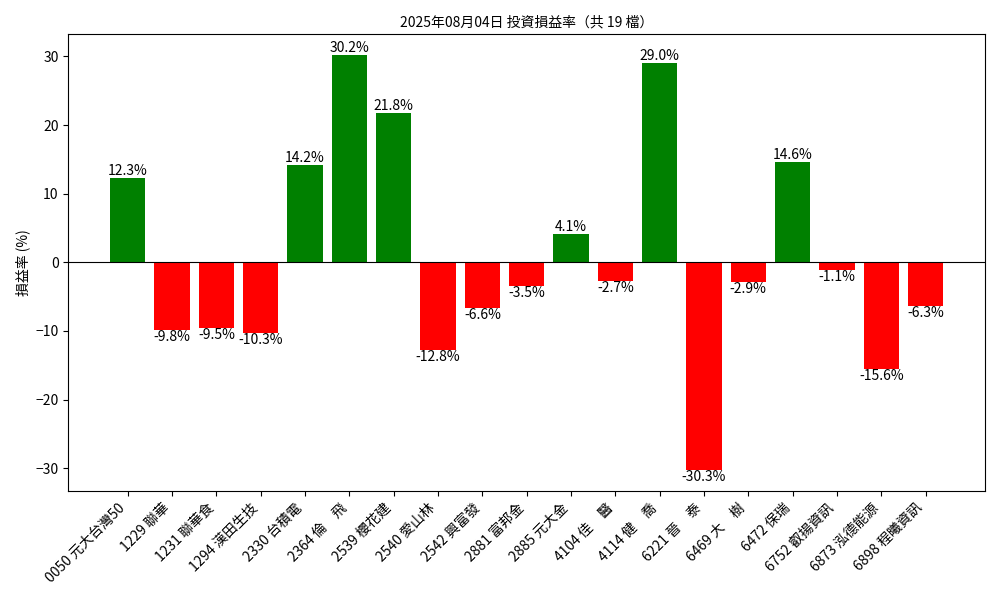 2025年08月04日 投資損益率（共 19 檔）
損益率 (%)
30
20
10
0
−10
−20
−30
12.3%
-9.8%
-9.5%
-10.3%
14.2%
30.2%
21.8%
-12.8%
-6.6%
-3.5%
4.1%
-2.7%
29.0%
-30.3%
-2.9%
14.6%
-1.1%
-15.6%
-6.3%
0050 元大台灣50
1229 聯華
1231 聯華食
1294 漢田生技
2330 台積電
2364 倫　飛
2539 櫻花建
2540 愛山林
2542 興富發
2881 富邦金
2885 元大金
4104 佳　醫
4114 健　喬
6221 晉　泰
6469 大　樹
6472 保瑞
6752 叡揚資訊
6873 泓德能源
6898 程曦資訊